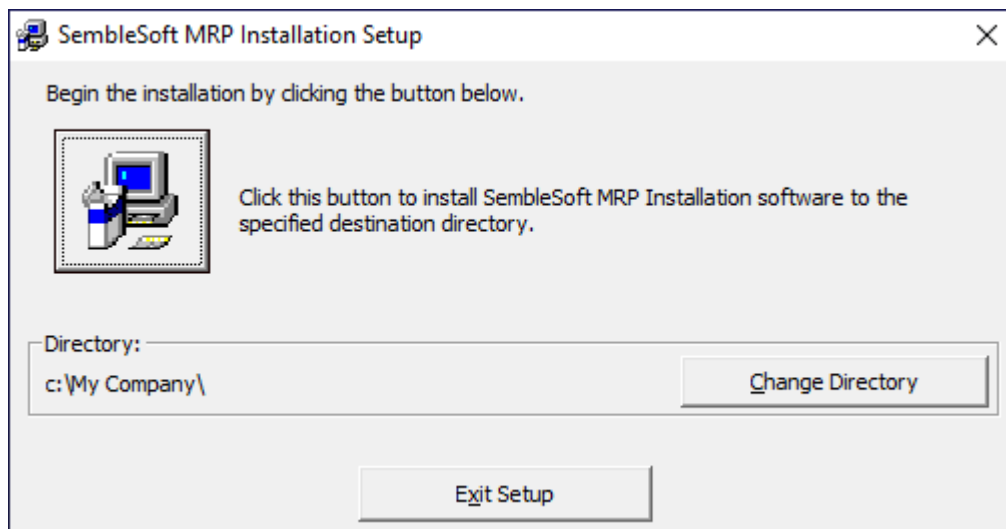 SembleSoft MRP Installation Setup
Begin the installation by clicking the button below.
Click this button to install SembleSoft MRP Installation software to the
specified destination directory.
Directory:
c:\My Company\
Change Directory
Exit Setup